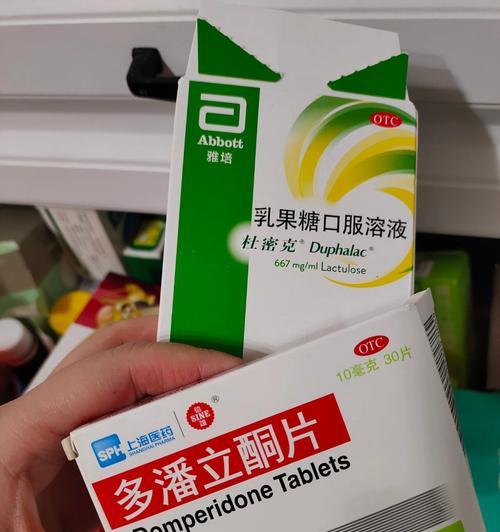 OTC
Abbott
雅培
乳果糖口服溶液
杜密克® Duphalac®
667 mg/ml Lactulose
OTC
10毫克 30片
SPH 上海医药
SHANGHAI PHARMA
信谊
SINE
®
多潘立酮片
Domperidone Tablets